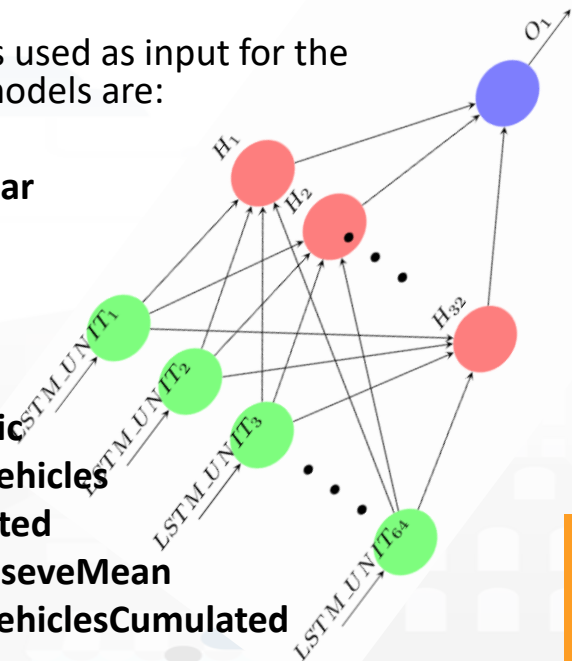 s used as input for the
models are:
ar
ic
ehicles
ted
seveMean
ehiclesCumulated
O₁
H₁
H₂
H₃₂
LSTM_UNIT₁
LSTM_UNIT₂
LSTM_UNIT₃
LSTM_UNIT₆₄